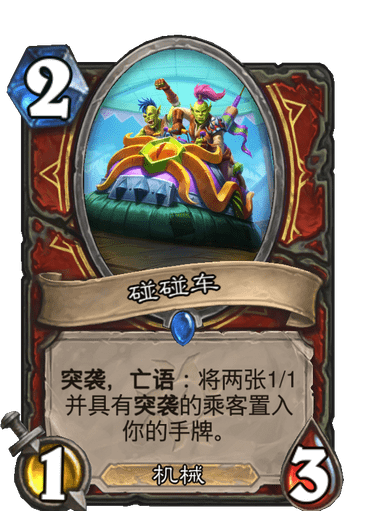 2
碰碰车
突袭，亡语：将两张1/1
并具有突袭的乘客置入
你的手牌。
机械
1
3